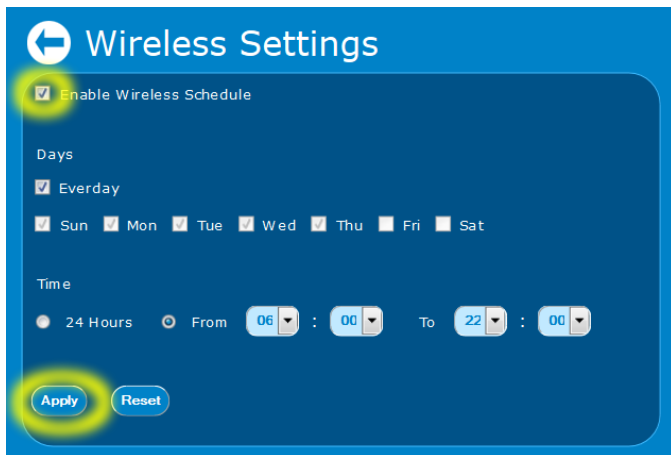 Wireless Settings
Enable Wireless Schedule
Days
Everday
Sun Mon Tue Wed Thu Fri Sat
Time
24 Hours From 06 : 00 To 22 : 00
Apply Reset